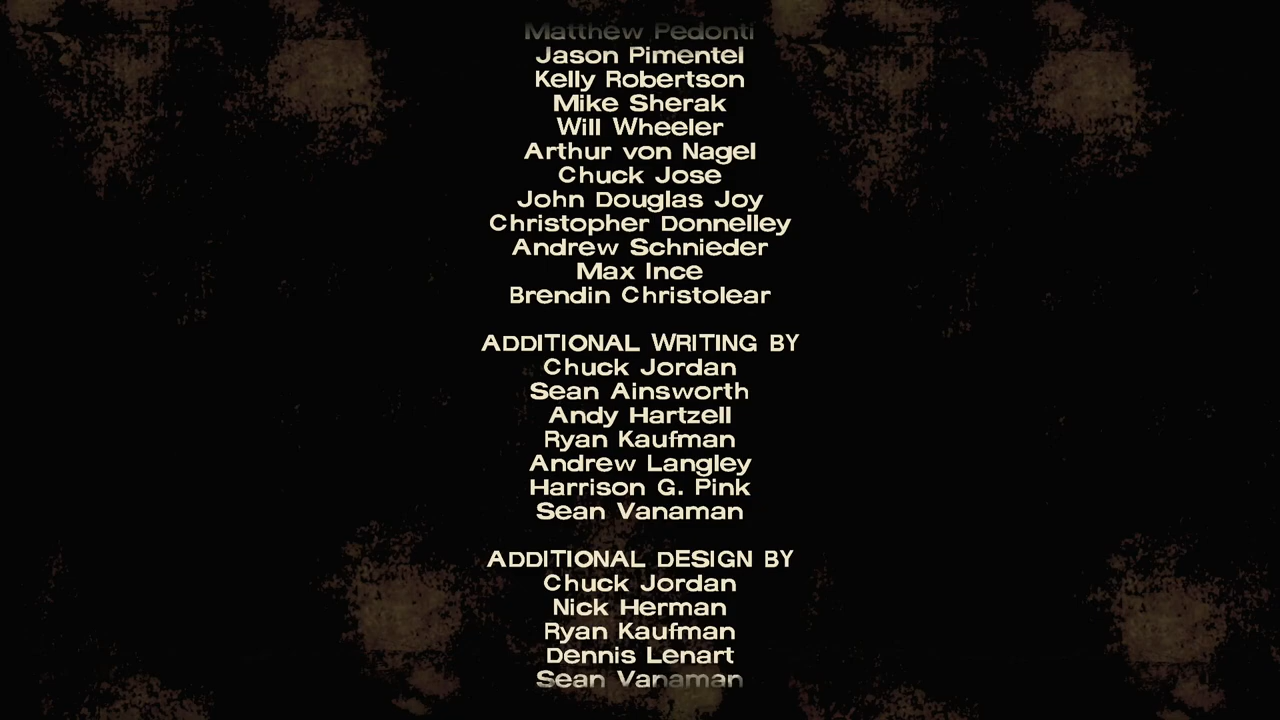 Matthew Pedonti
Jason Pimentel
Kelly Robertson
Mike Sherak
Will Wheeler
Arthur von Nagel
Chuck Jose
John Douglas Joy
Christopher Donnelley
Andrew Schnieder
Max Ince
Brendin Christolear
ADDITIONAL WRITING BY
Chuck Jordan
Sean Ainsworth
Andy Hartzell
Ryan Kaufman
Andrew Langley
Harrison G. Pink
Sean Vanaman
ADDITIONAL DESIGN BY
Chuck Jordan
Nick Herman
Ryan Kaufman
Dennis Lenart
Sean Vanaman